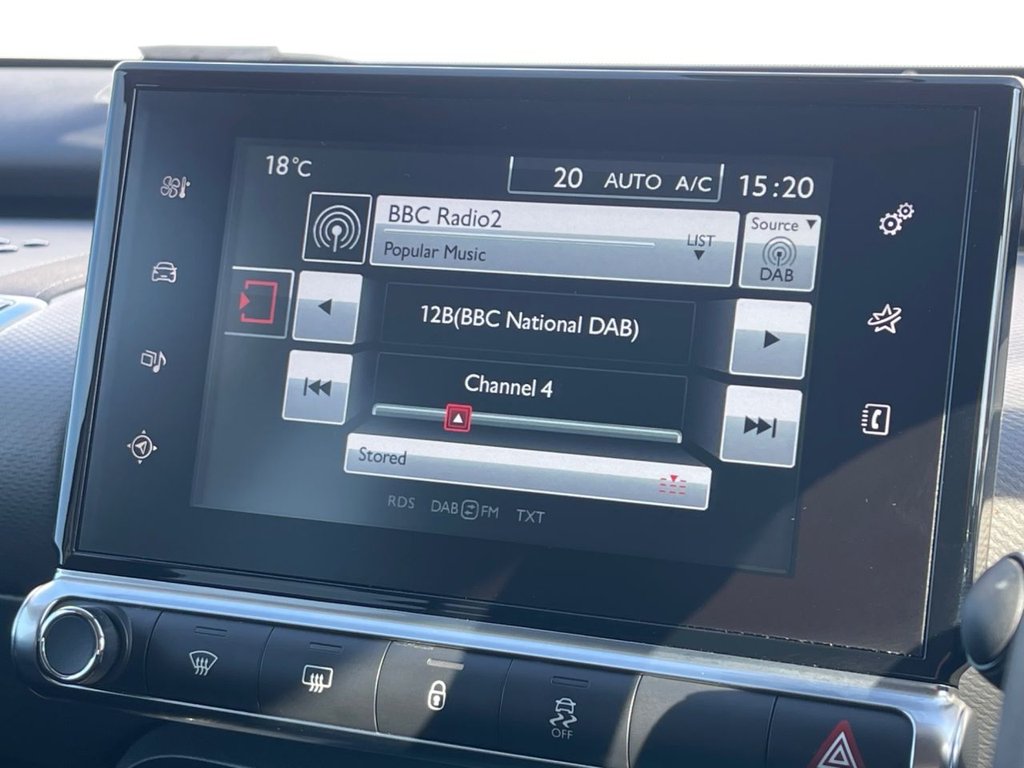 18°C
20 AUTO A/C
15:20
BBC Radio2
Popular Music
LIST
Source
DAB
12B(BBC National DAB)
Channel 4
Stored
RDS DAB FM TXT
OFF